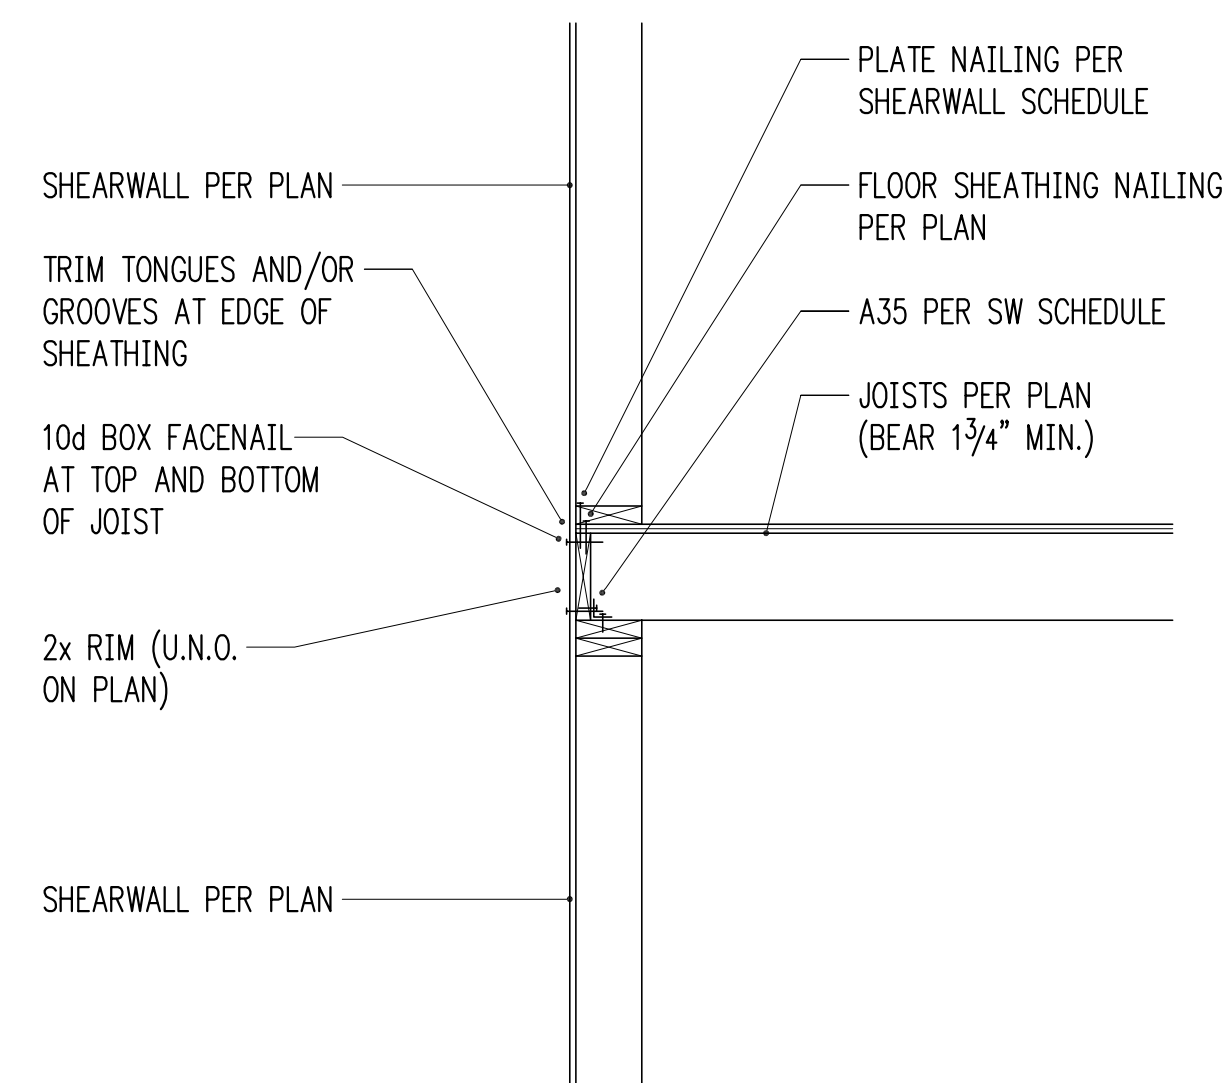 SHEARWALL PER PLAN
TRIM TONGUES AND/OR
GROOVES AT EDGE OF
SHEATHING
10d BOX FACENAIL
AT TOP AND BOTTOM
OF JOIST
2x RIM (U.N.O.
ON PLAN)
SHEARWALL PER PLAN
PLATE NAILING PER
SHEARWALL SCHEDULE
FLOOR SHEATHING NAILING
PER PLAN
A35 PER SW SCHEDULE
JOISTS PER PLAN
(BEAR 1 3/4" MIN.)